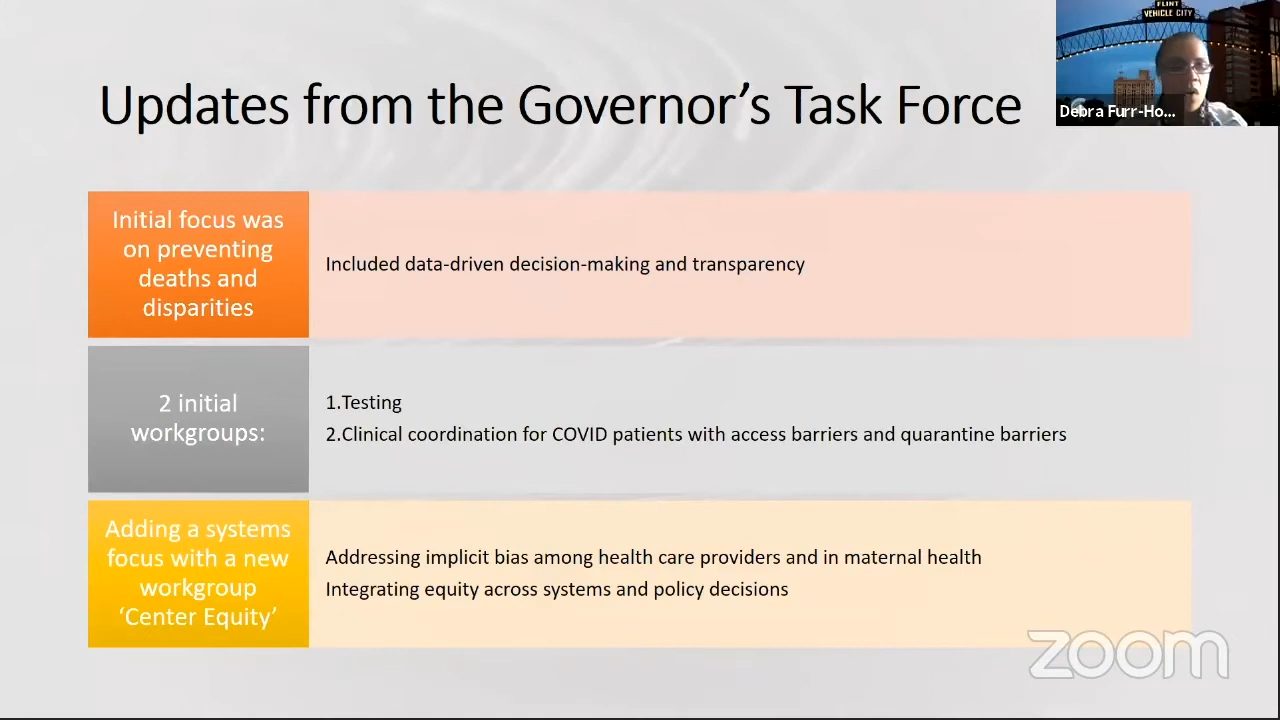 FLINT
VEHICLE CITY
Debra Furr-Ho...
Updates from the Governor’s Task Force
Initial focus was
on preventing
deaths and
disparities
Included data-driven decision-making and transparency
2 initial
workgroups:
1.Testing
2.Clinical coordination for COVID patients with access barriers and quarantine barriers
Adding a systems
focus with a new
workgroup
‘Center Equity’
Addressing implicit bias among health care providers and in maternal health
Integrating equity across systems and policy decisions
zoom